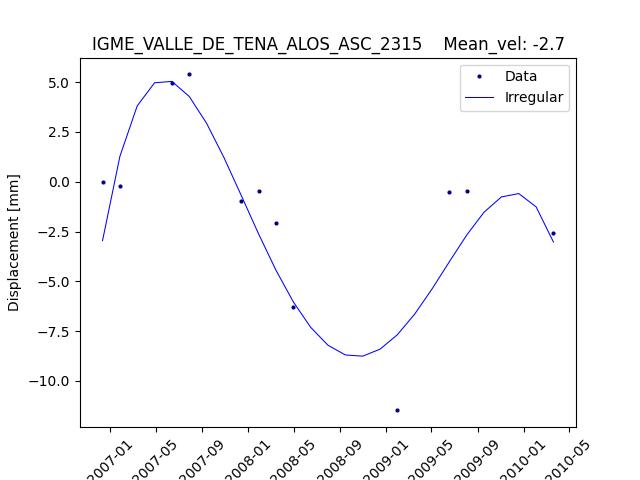 IGME_VALLE_DE_TENA_ALOS_ASC_2315    Mean_vel: -2.7
Data
Irregular
Displacement [mm]
5.0
2.5
0.0
−2.5
−5.0
−7.5
−10.0
2007-01 2007-05 2007-09 2008-01 2008-05 2008-09 2009-01 2009-05 2009-09 2010-01 2010-05